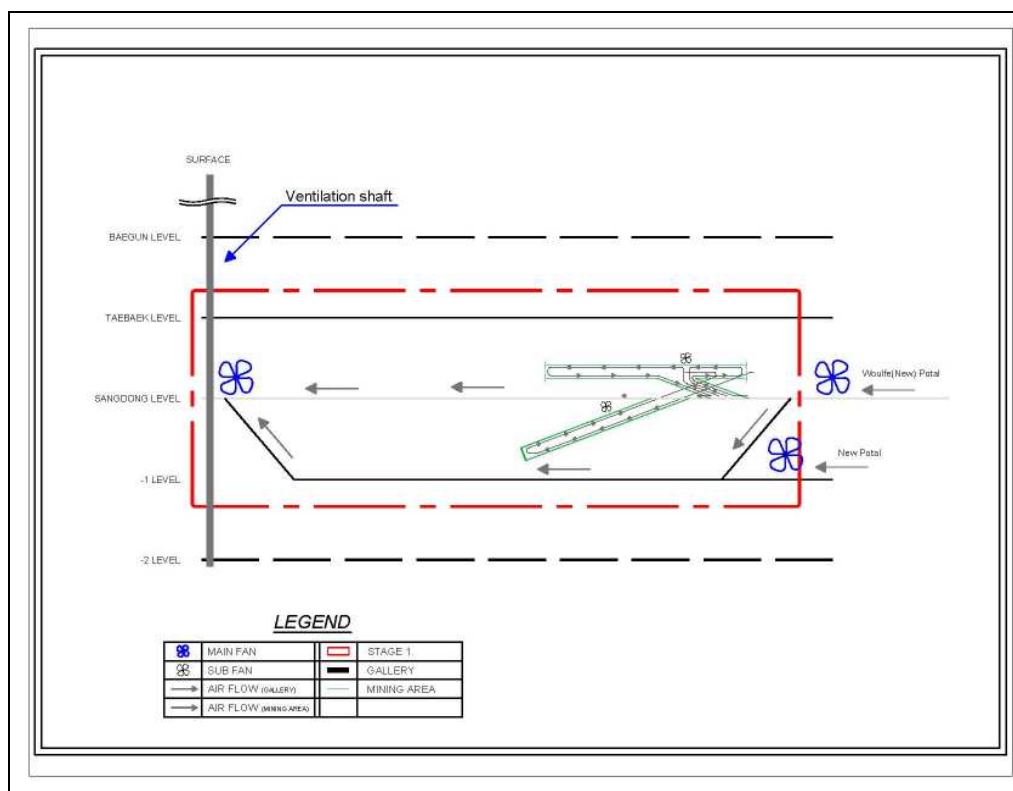 SURFACE
Ventilation shaft
BAEGUN LEVEL
TAEBAEK LEVEL
Woulfe(New) Potal
SANGDONG LEVEL
New Patal
-1 LEVEL
-2 LEVEL
LEGEND
MAIN FAN STAGE 1.
SUB FAN GALLERY
AIR FLOW (GALLERY) MINING AREA
AIR FLOW (MINING AREA)